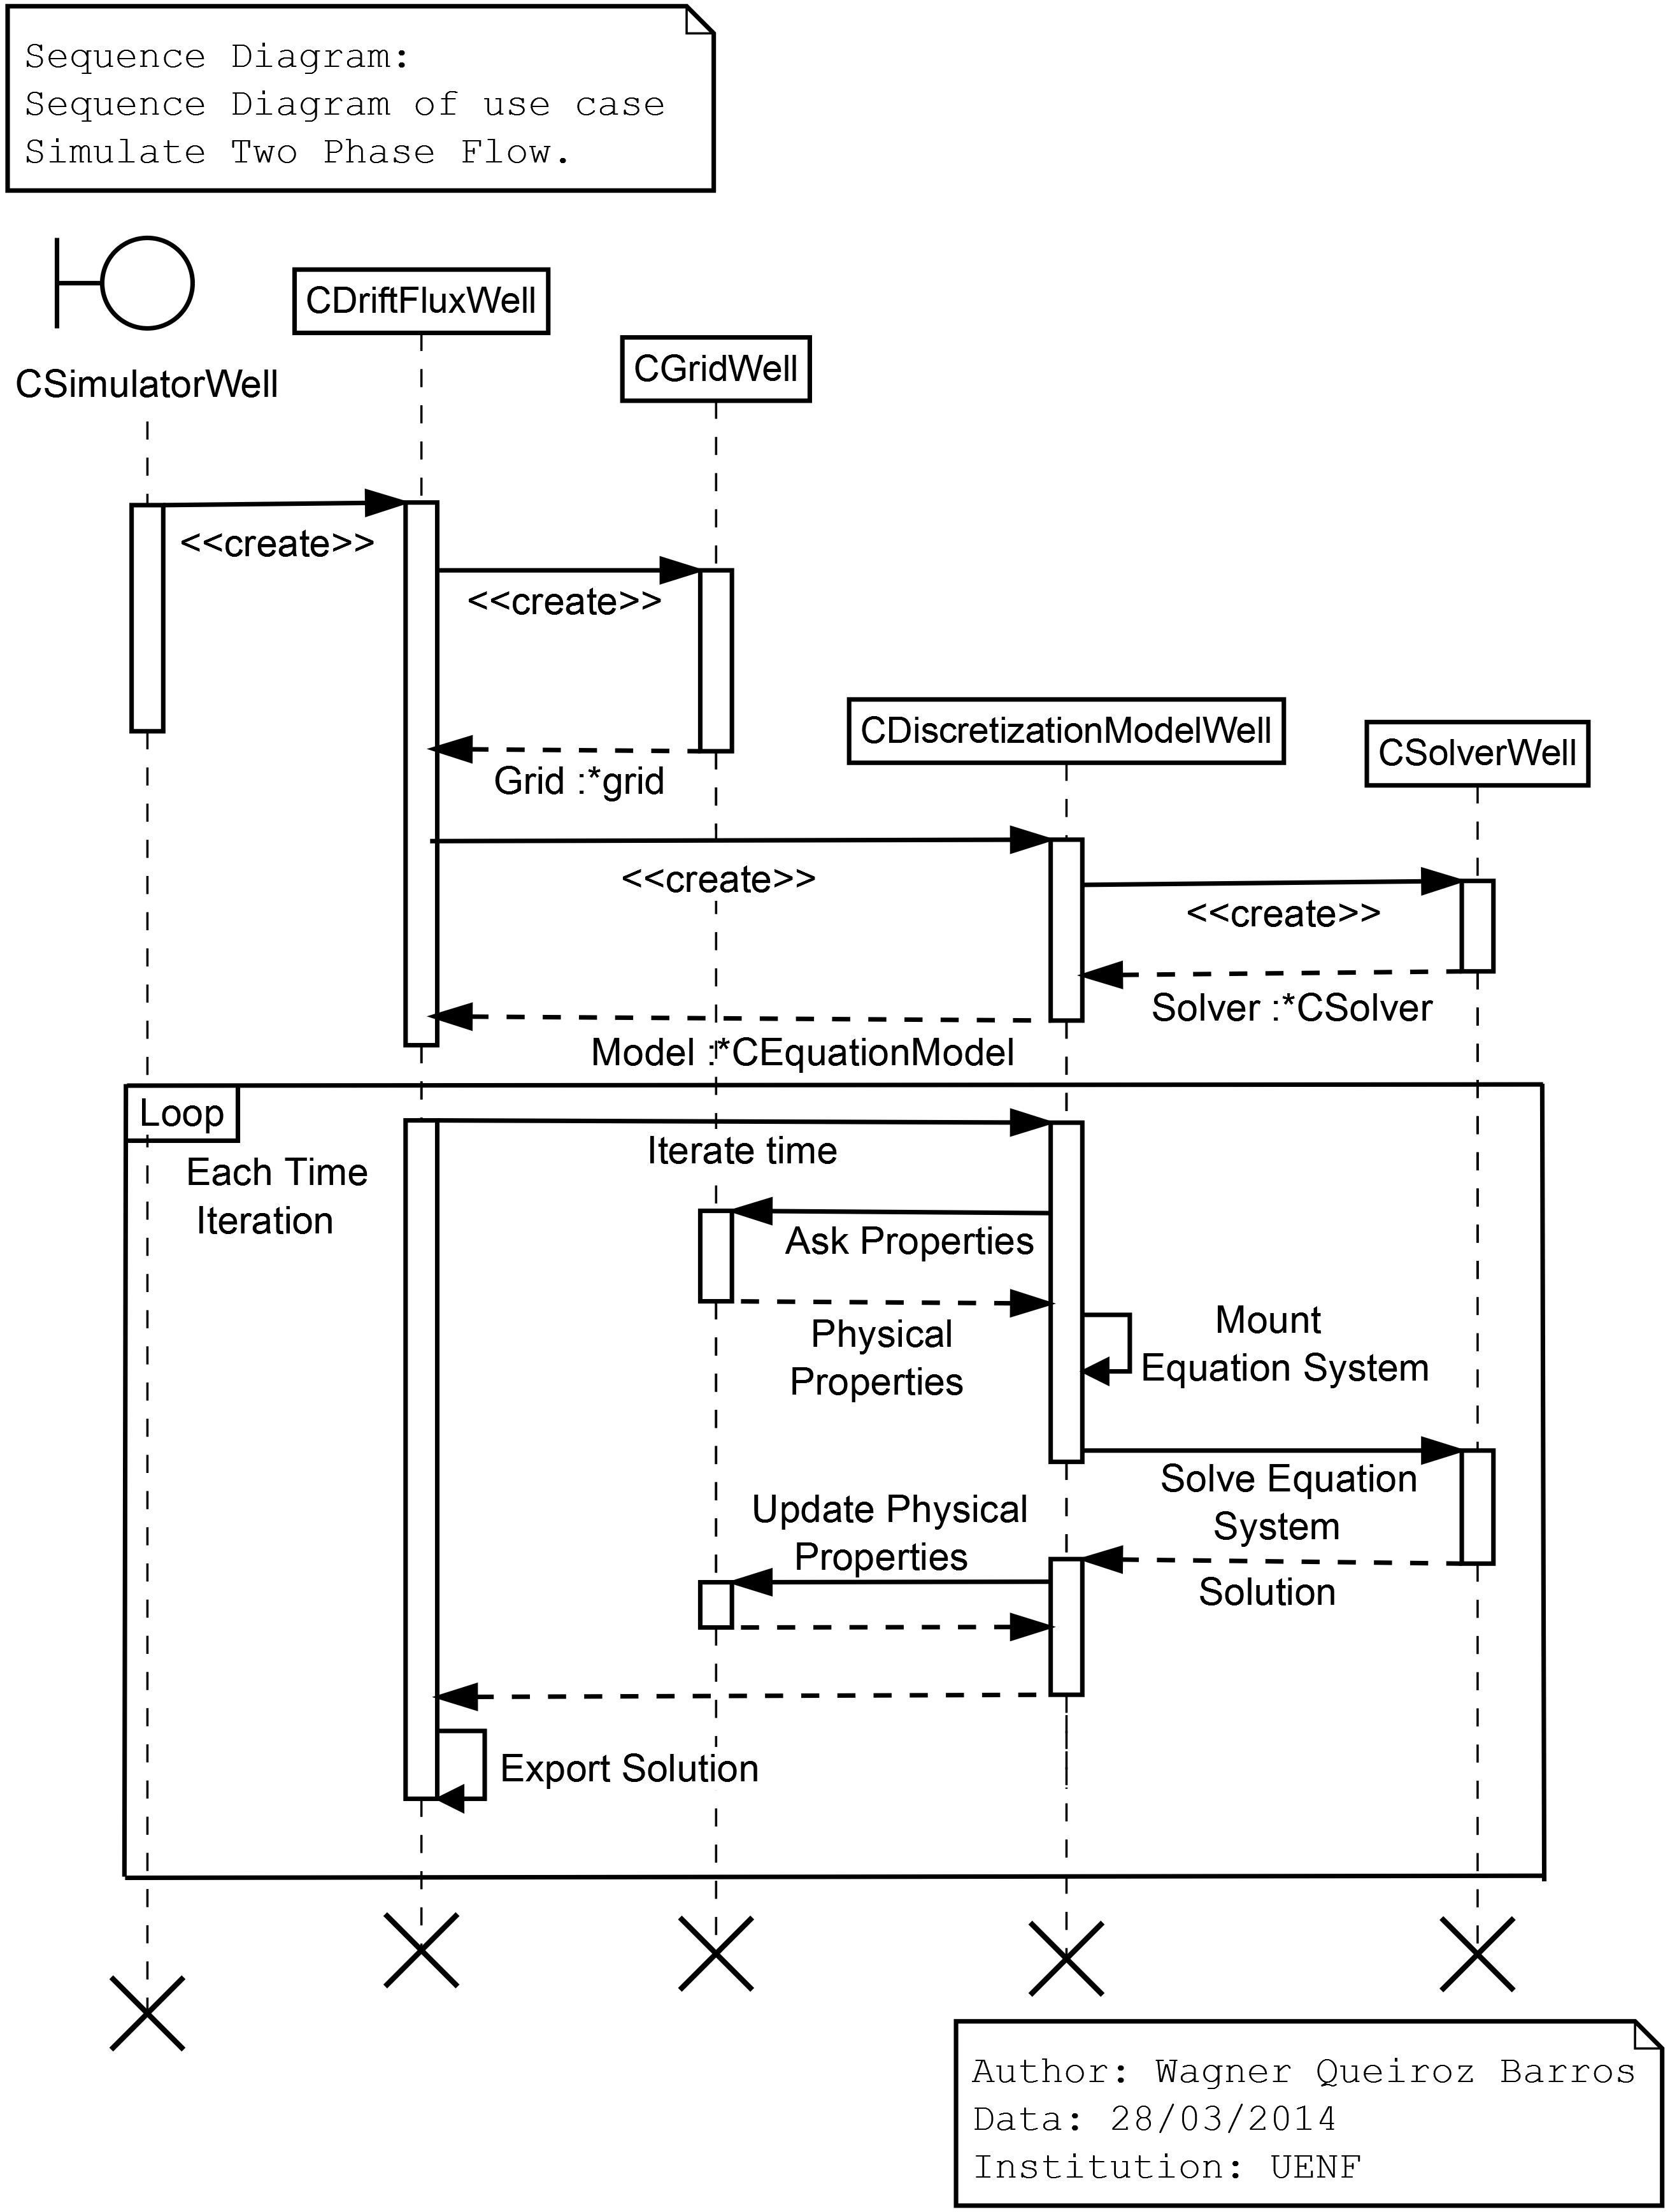 Sequence Diagram:
Sequence Diagram of use case
Simulate Two Phase Flow.
CDriftFluxWell
CGridWell
CSimulatorWell
<<create>>
<<create>>
CDiscretizationModelWell
CSolverWell
Grid :*grid
<<create>>
<<create>>
Solver :*CSolver
Model :*CEquationModel
Loop
Each Time
Iteration
Iterate time
Ask Properties
Physical
Properties
Mount
Equation System
Solve Equation
System
Update Physical
Properties
Solution
Export Solution
Author: Wagner Queiroz Barros
Data: 28/03/2014
Institution: UENF